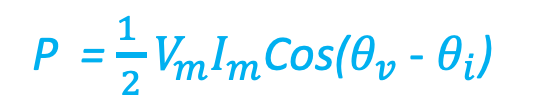 P = 1/2 VₘIₘCos(θᵥ - θᵢ)